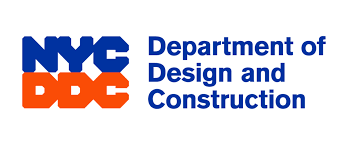 NYC
DDC
Department of
Design and
Construction